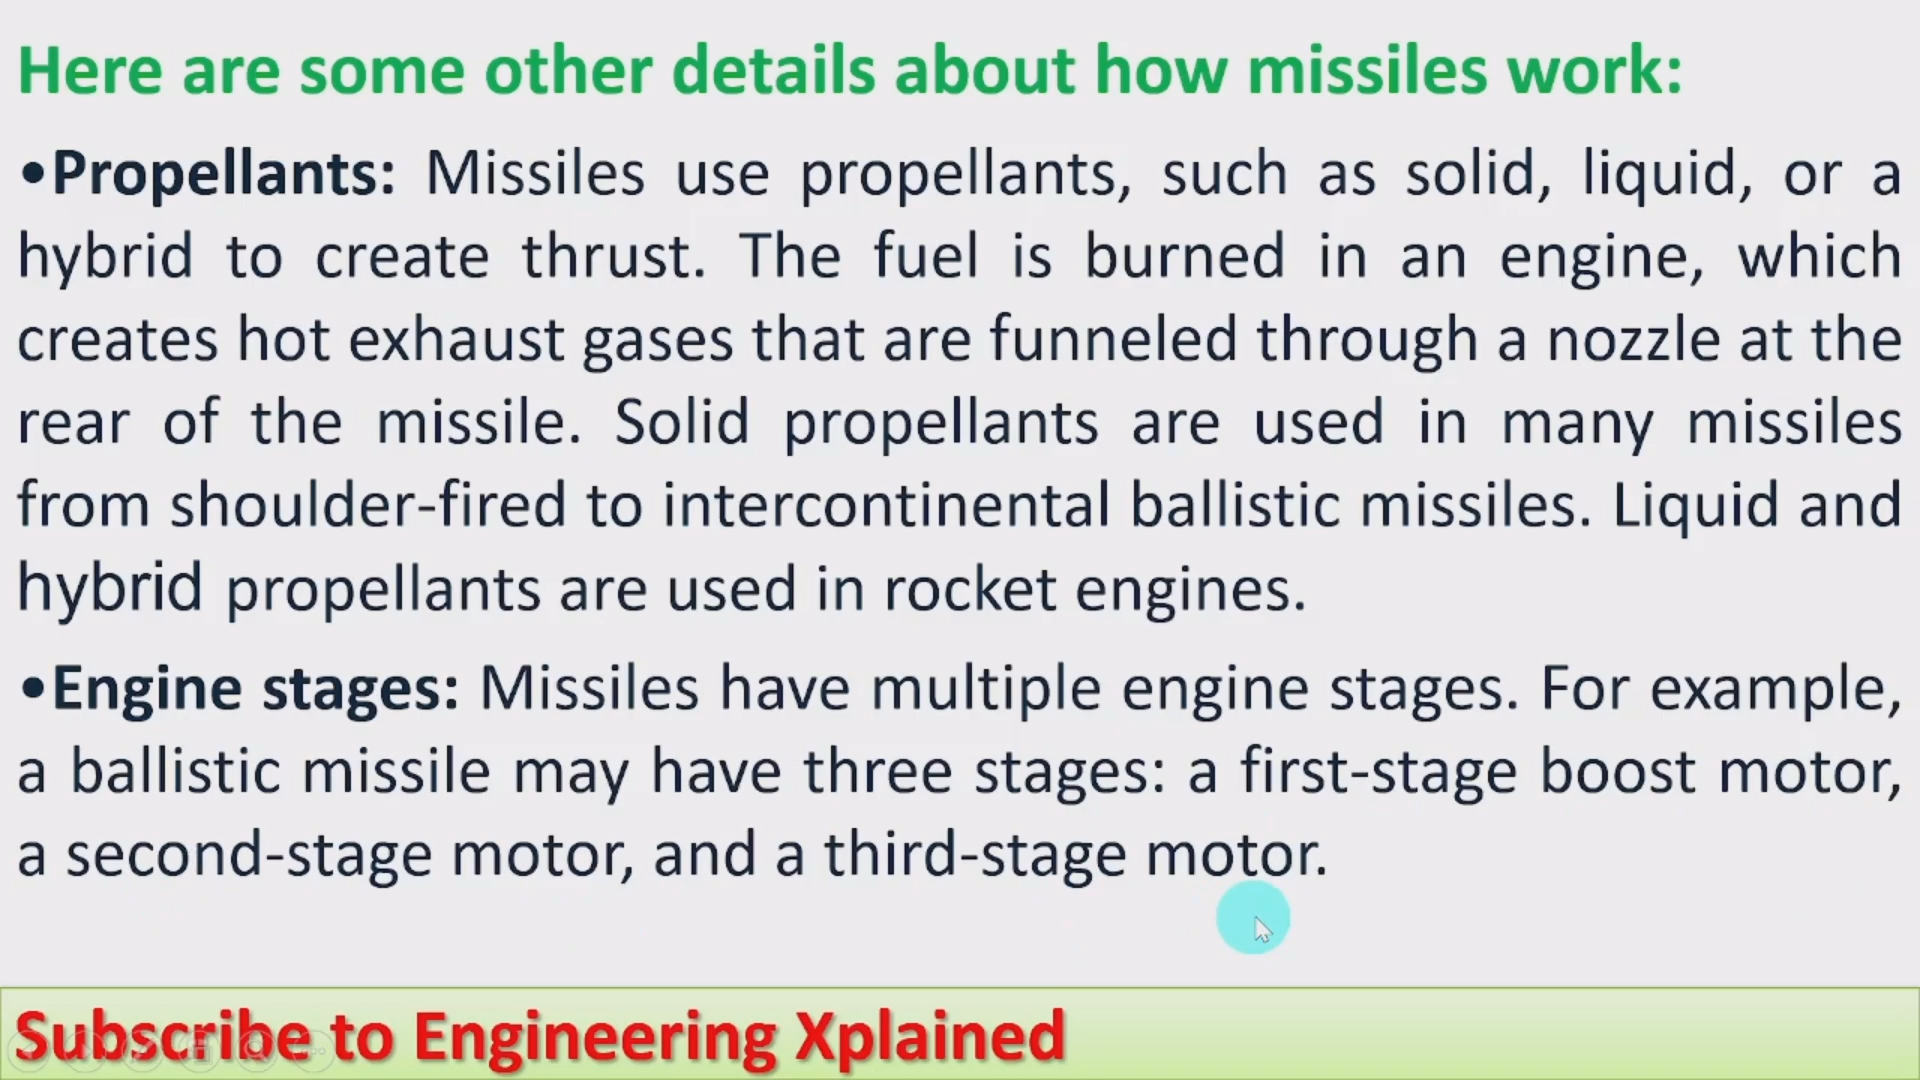 Here are some other details about how missiles work:
•Propellants: Missiles use propellants, such as solid, liquid, or a
hybrid to create thrust. The fuel is burned in an engine, which
creates hot exhaust gases that are funneled through a nozzle at the
rear of the missile. Solid propellants are used in many missiles
from shoulder-fired to intercontinental ballistic missiles. Liquid and
hybrid propellants are used in rocket engines.
•Engine stages: Missiles have multiple engine stages. For example,
a ballistic missile may have three stages: a first-stage boost motor,
a second-stage motor, and a third-stage motor.
Subscribe to Engineering Xplained